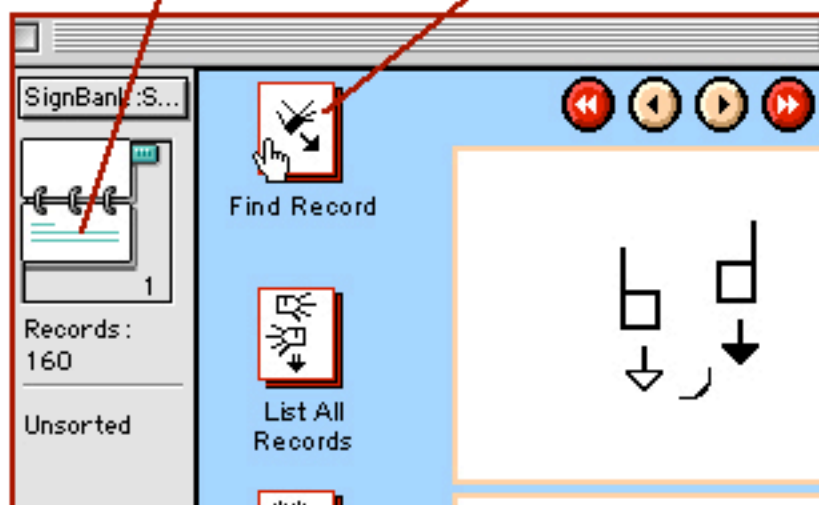 SignBank :S...
Find Record
1
Records:
160
List All
Records
Unsorted